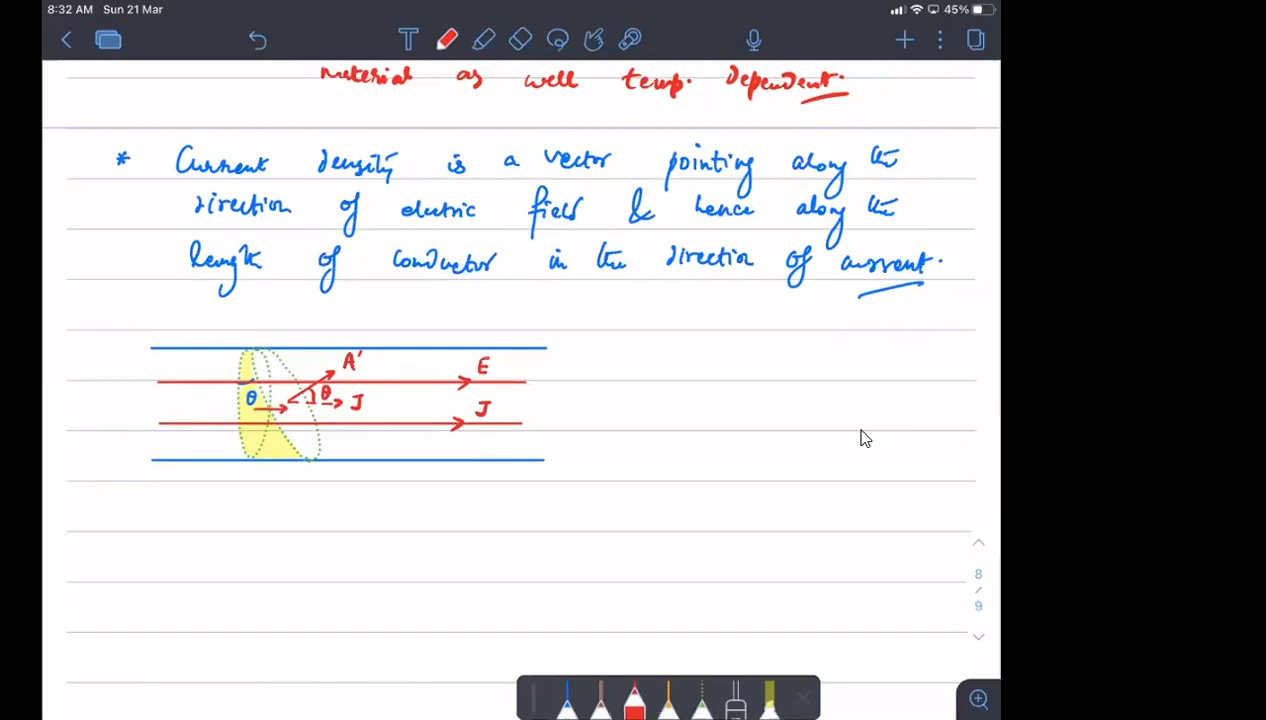 8:32 AM Sun 21 Mar
45%
material as well temp. dependent.
* Current density is a vector pointing along the
direction of electric field & hence along the
length of conductor in the direction of current.
A' E
θ θ J J
8
/
9